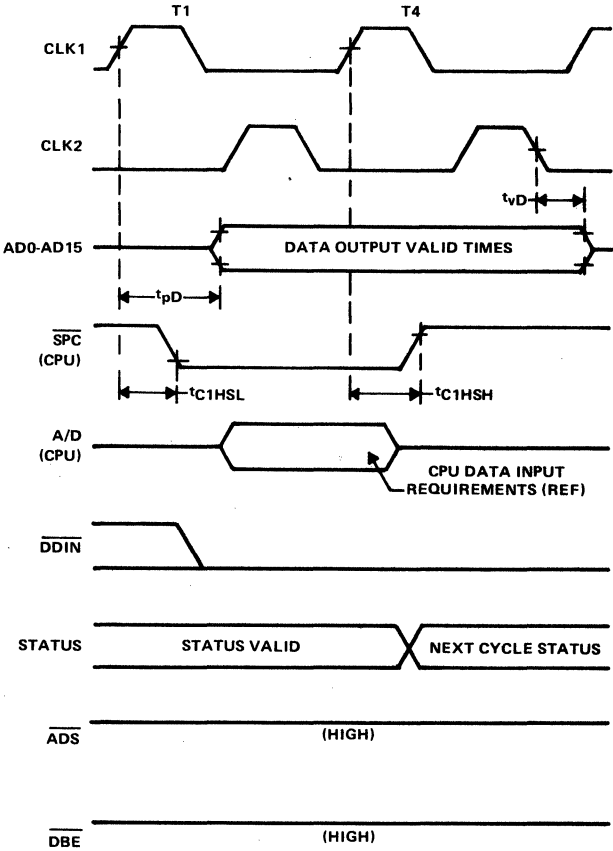 T1 T4
CLK1
CLK2
tvD
AD0-AD15 DATA OUTPUT VALID TIMES
tpD
SPC
(CPU)
tC1HSL tC1HSH
A/D
(CPU)
CPU DATA INPUT
REQUIREMENTS (REF)
DDIN
STATUS STATUS VALID NEXT CYCLE STATUS
ADS (HIGH)
DBE (HIGH)